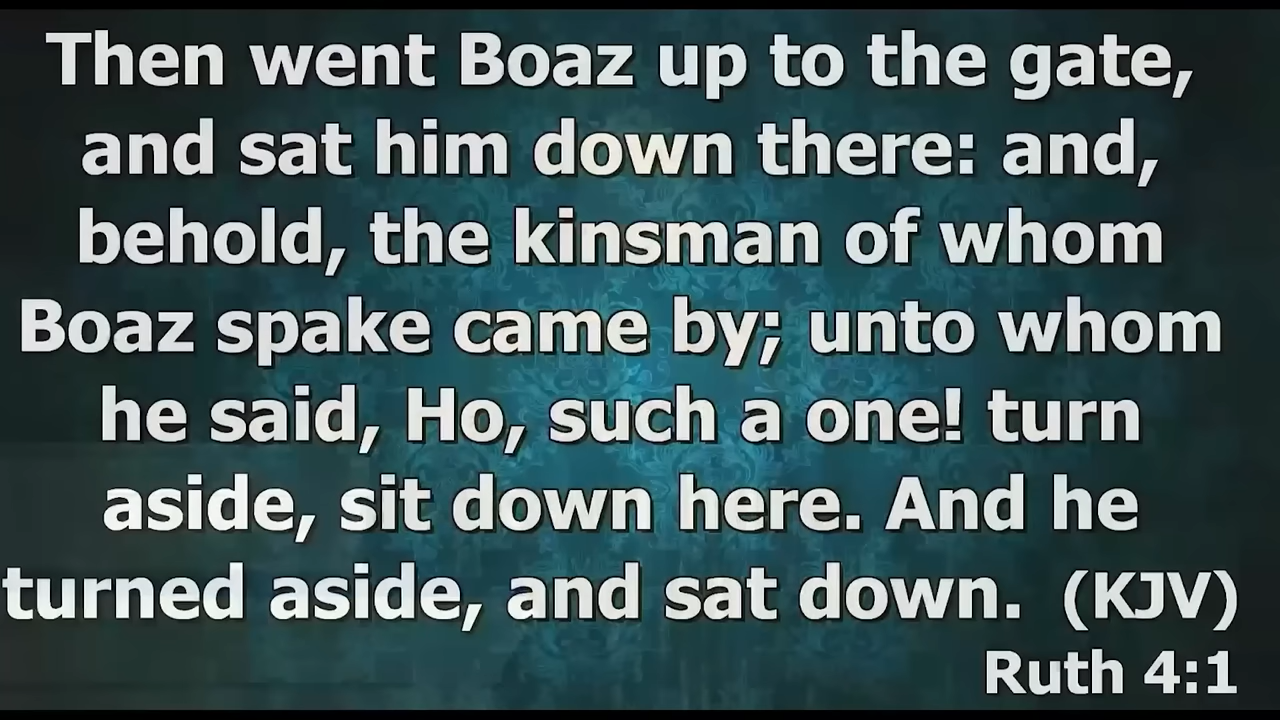 Then went Boaz up to the gate,
and sat him down there: and,
behold, the kinsman of whom
Boaz spake came by; unto whom
he said, Ho, such a one! turn
aside, sit down here. And he
turned aside, and sat down. (KJV)
Ruth 4:1